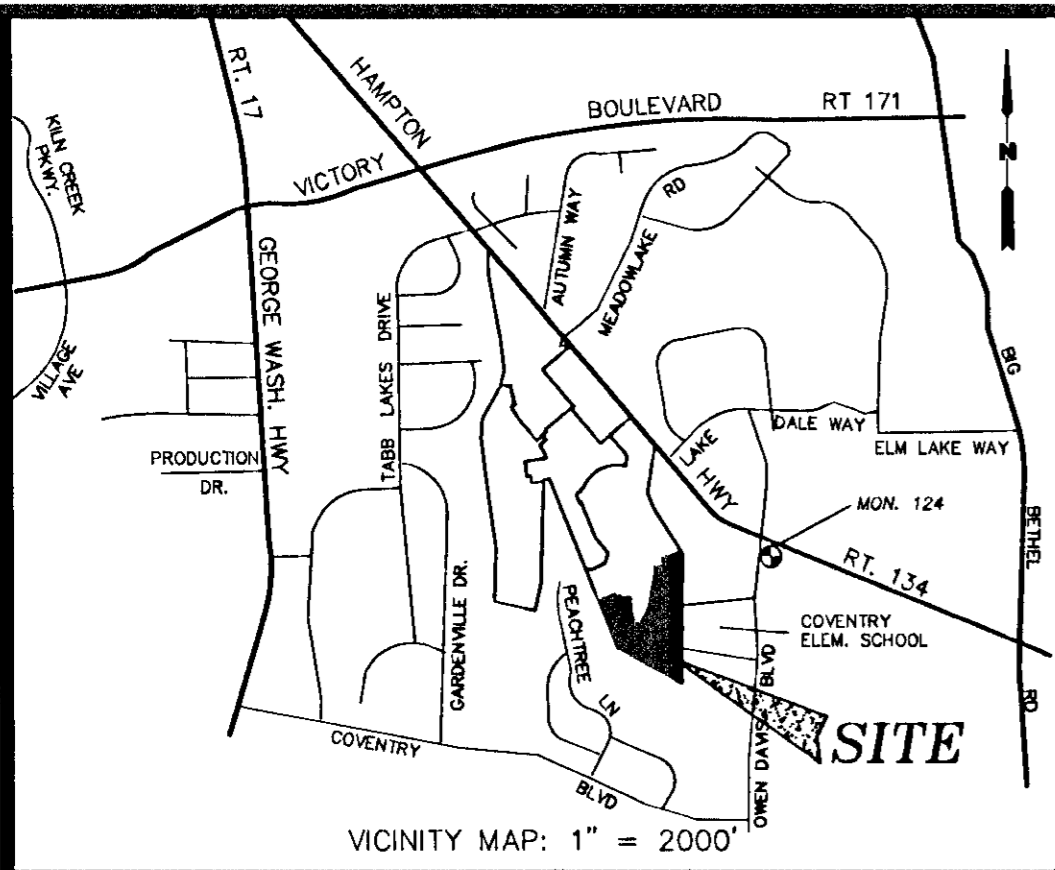 RT. 17
HAMPTON
BOULEVARD
RT 171
KILN CREEK
PKWY.
VICTORY
N
AUTUMN WAY
RD
MEADOWLAKE
GEORGE WASH. HWY
TABB LAKES DRIVE
VILLAGE
AVE
BIG
DALE WAY
LAKE
ELM LAKE WAY
PRODUCTION
DR.
HWY
MON. 124
BETHEL
RT. 134
GARDENVILLE DR.
PEACHTREE
COVENTRY
ELEM. SCHOOL
BLVD
LN
RD
OWEN DAVIS
SITE
COVENTRY
BLVD
VICINITY MAP: 1" = 2000'